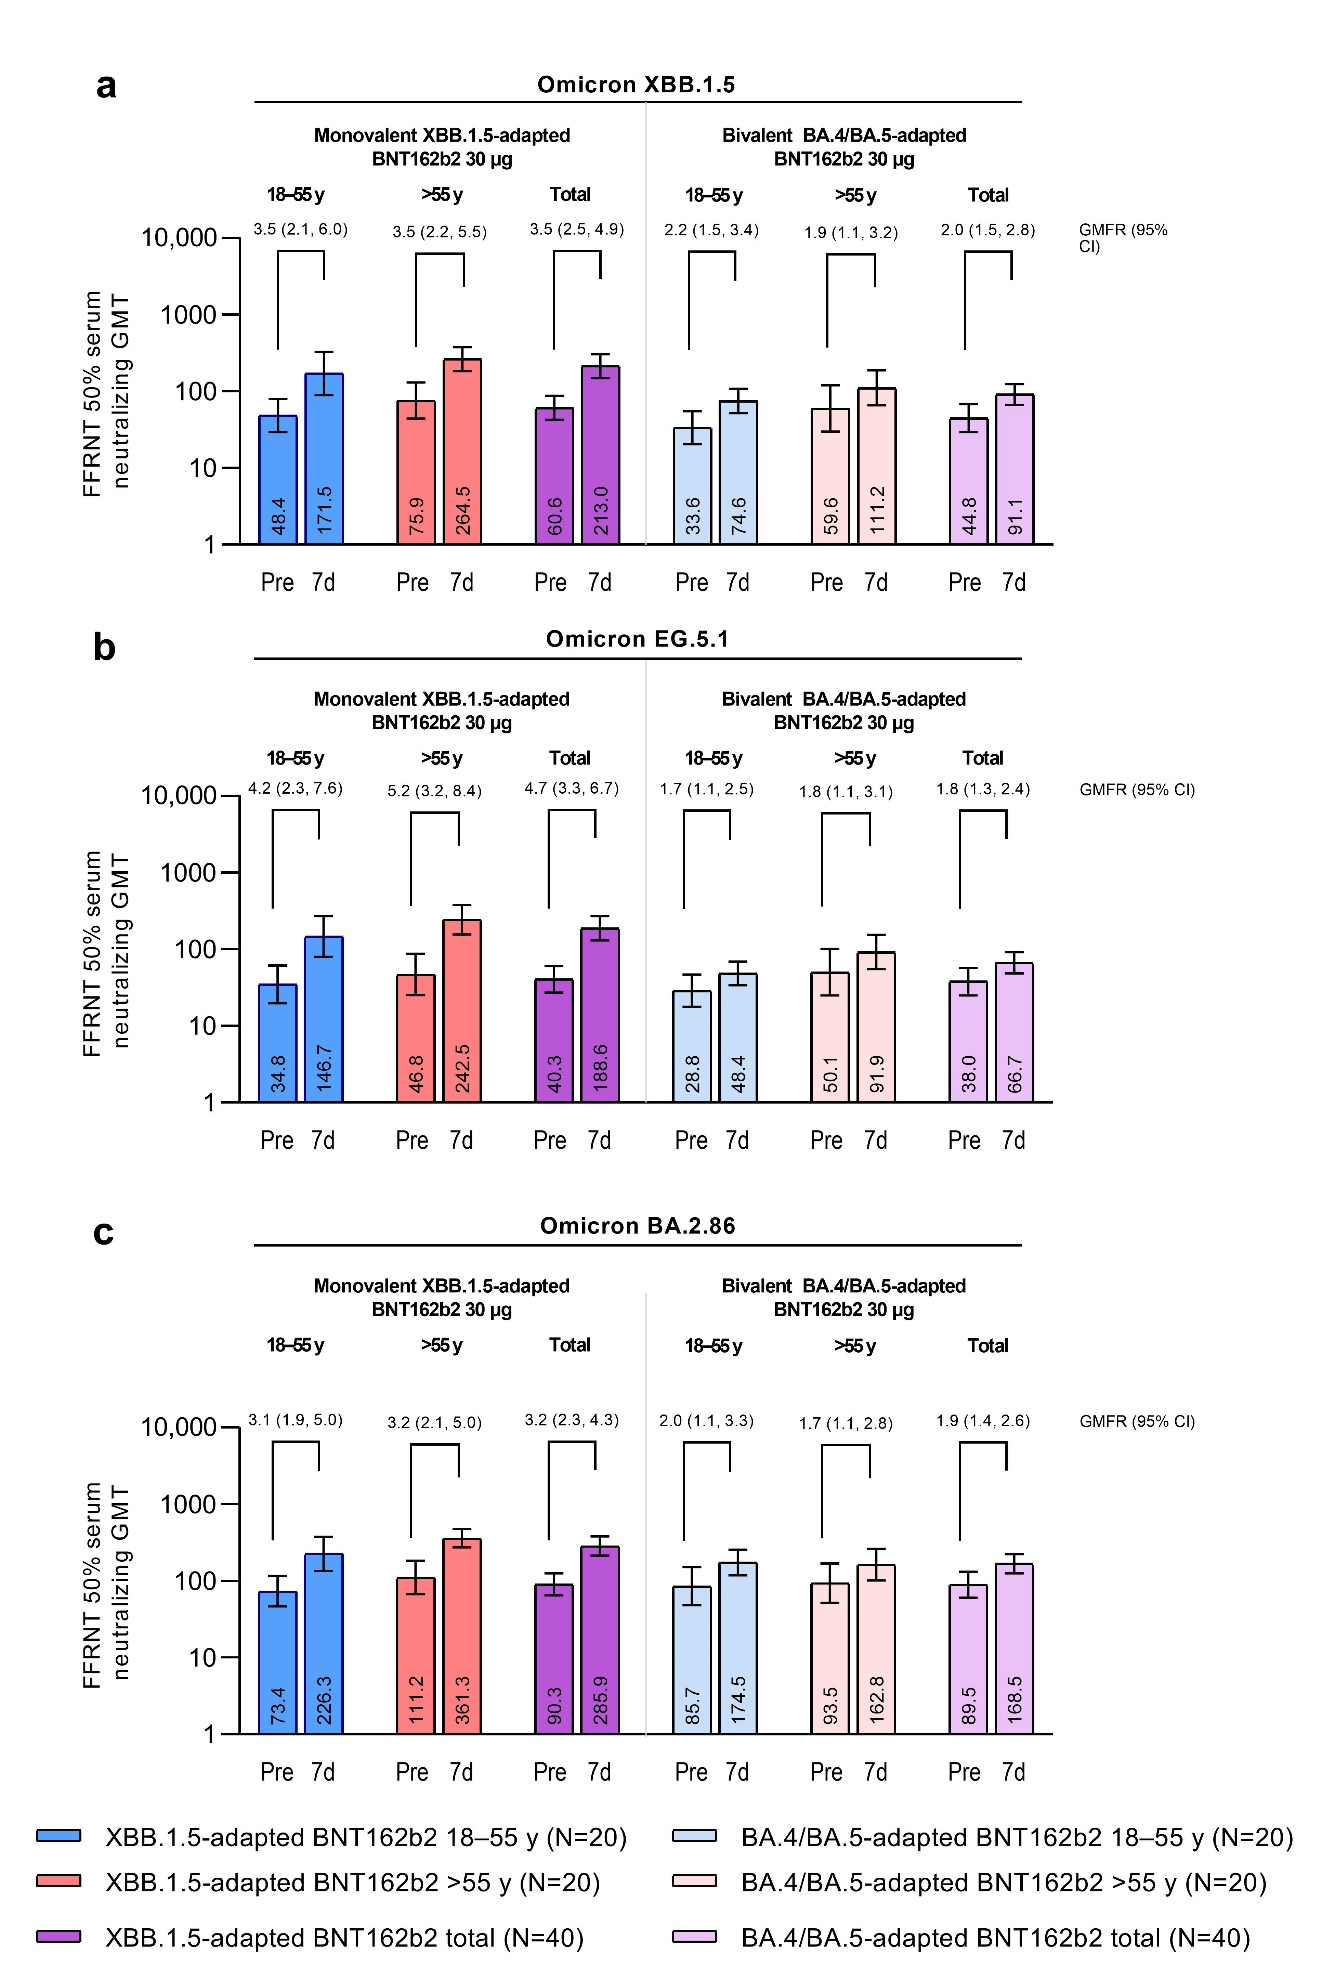 a
Omicron XBB.1.5
Monovalent XBB.1.5-adapted
BNT162b2 30 µg
Bivalent BA.4/BA.5-adapted
BNT162b2 30 µg
18–55 y >55 y Total 18–55 y >55 y Total
3.5 (2.1, 6.0) 3.5 (2.2, 5.5) 3.5 (2.5, 4.9) 2.2 (1.5, 3.4) 1.9 (1.1, 3.2) 2.0 (1.5, 2.8) GMFR (95%
CI)
FFRNT 50% serum
neutralizing GMT
10,000
1000
100
10
1
48.4 171.5 75.9 264.5 60.6 213.0 33.6 74.6 59.6 111.2 44.8 91.1
Pre 7d Pre 7d Pre 7d Pre 7d Pre 7d Pre 7d
b
Omicron EG.5.1
Monovalent XBB.1.5-adapted
BNT162b2 30 µg
Bivalent BA.4/BA.5-adapted
BNT162b2 30 µg
18–55 y >55 y Total 18–55 y >55 y Total
4.2 (2.3, 7.6) 5.2 (3.2, 8.4) 4.7 (3.3, 6.7) 1.7 (1.1, 2.5) 1.8 (1.1, 3.1) 1.8 (1.3, 2.4) GMFR (95% CI)
FFRNT 50% serum
neutralizing GMT
10,000
1000
100
10
1
34.8 146.7 46.8 242.5 40.3 188.6 28.8 48.4 50.1 91.9 38.0 66.7
Pre 7d Pre 7d Pre 7d Pre 7d Pre 7d Pre 7d
c
Omicron BA.2.86
Monovalent XBB.1.5-adapted
BNT162b2 30 µg
Bivalent BA.4/BA.5-adapted
BNT162b2 30 µg
18–55 y >55 y Total 18–55 y >55 y Total
3.1 (1.9, 5.0) 3.2 (2.1, 5.0) 3.2 (2.3, 4.3) 2.0 (1.1, 3.3) 1.7 (1.1, 2.8) 1.9 (1.4, 2.6) GMFR (95% CI)
FFRNT 50% serum
neutralizing GMT
10,000
1000
100
10
1
73.4 226.3 111.2 361.3 90.3 285.9 85.7 174.5 93.5 162.8 89.5 168.5
Pre 7d Pre 7d Pre 7d Pre 7d Pre 7d Pre 7d
XBB.1.5-adapted BNT162b2 18–55 y (N=20)
XBB.1.5-adapted BNT162b2 >55 y (N=20)
XBB.1.5-adapted BNT162b2 total (N=40)
BA.4/BA.5-adapted BNT162b2 18–55 y (N=20)
BA.4/BA.5-adapted BNT162b2 >55 y (N=20)
BA.4/BA.5-adapted BNT162b2 total (N=40)